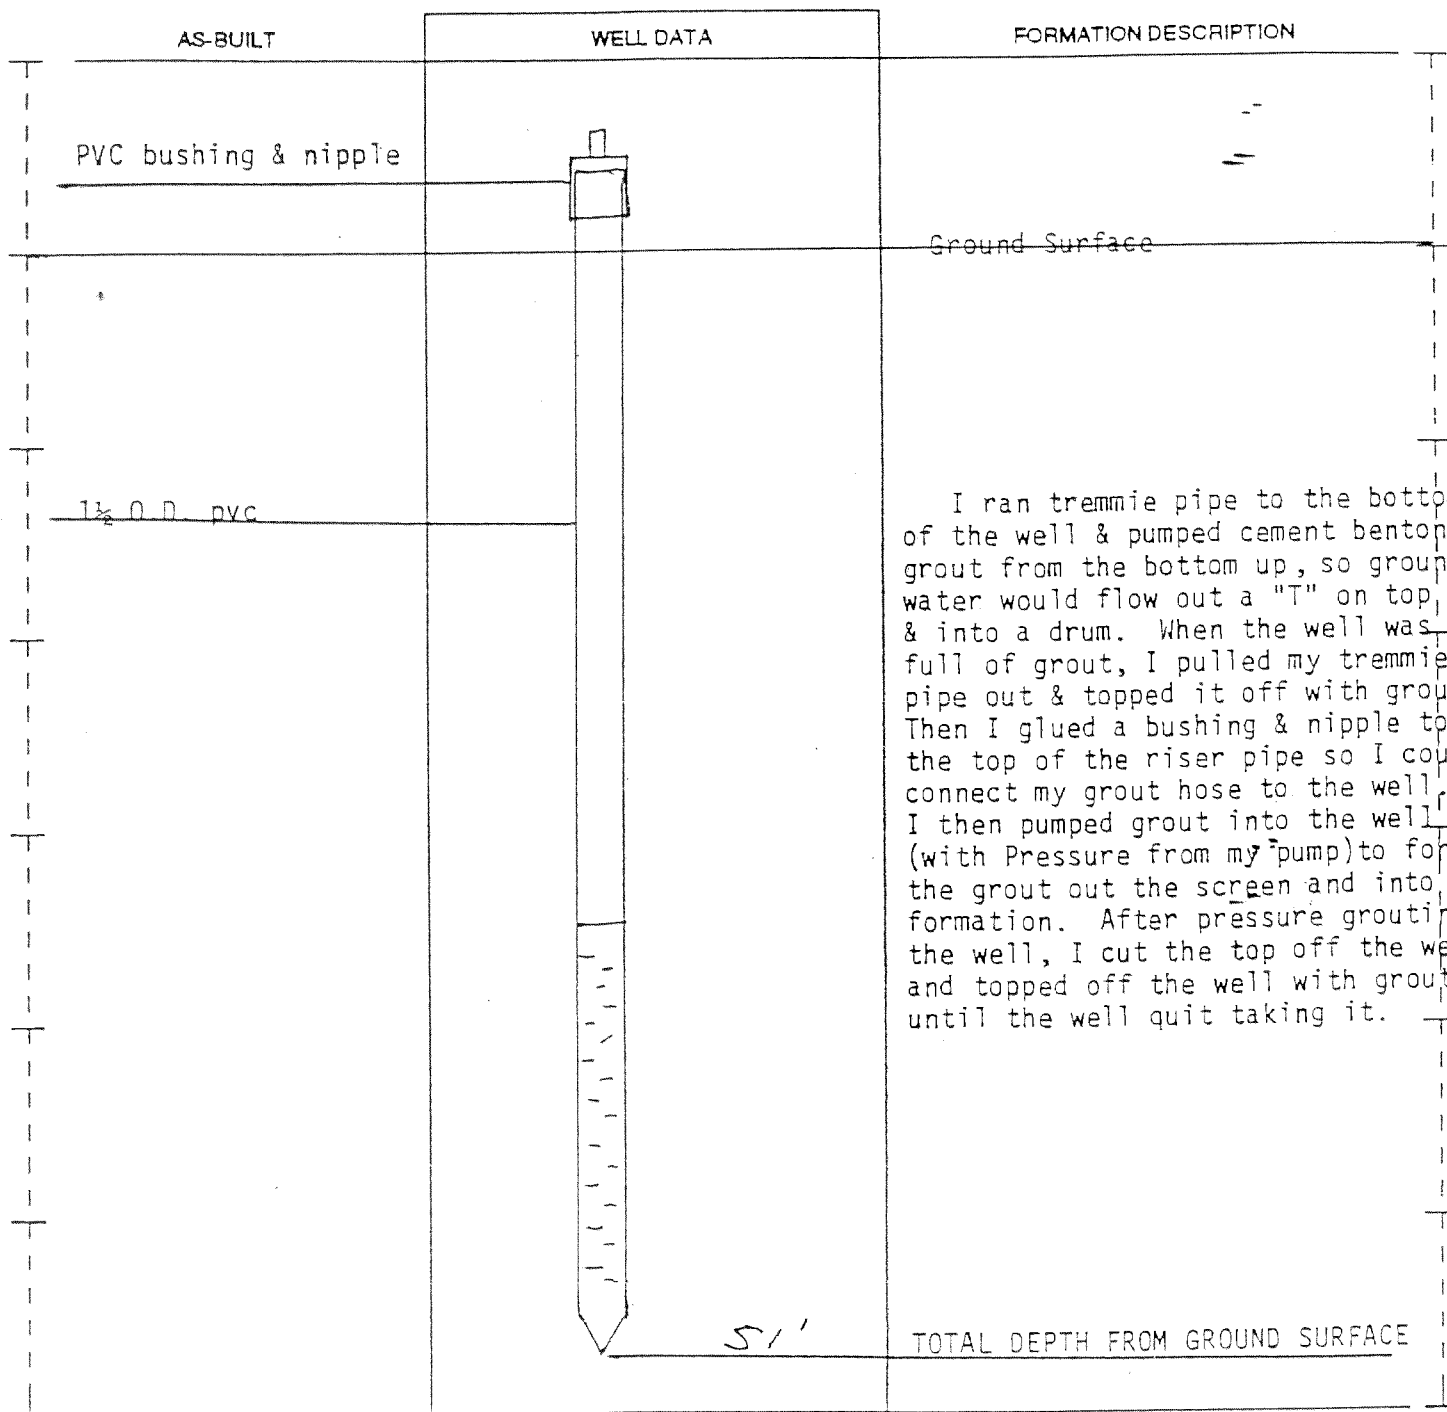 AS-BUILT
WELL DATA
FORMATION DESCRIPTION
PVC bushing & nipple
Ground Surface
1½ O.D. pvc
I ran tremmie pipe to the botto
of the well & pumped cement benton
grout from the bottom up, so groun
water would flow out a "T" on top,
& into a drum. When the well was
full of grout, I pulled my tremmie
pipe out & topped it off with grou
Then I glued a bushing & nipple to
the top of the riser pipe so I cou
connect my grout hose to the well.
I then pumped grout into the well
(with Pressure from my pump)to for
the grout out the screen and into
formation. After pressure groutin
the well, I cut the top off the we
and topped off the well with grout
until the well quit taking it.
51'
TOTAL DEPTH FROM GROUND SURFACE